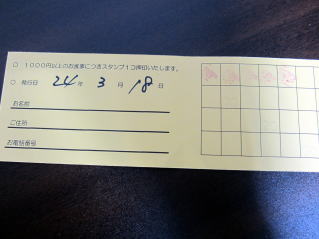 ○ 1000円以上のお食事につきスタンプ1コ押印いたします。
○ 発行日 24 年 3 月 18 日
お名前
ご住所
お電話番号